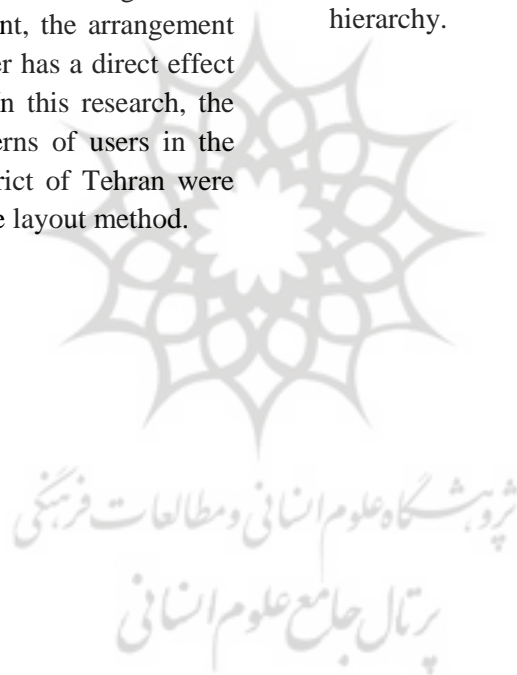 nt, the arrangement
er has a direct effect
n this research, the
erns of users in the
rict of Tehran were
e layout method.
hierarchy.
پژوهشگاه علوم انسانی و مطالعات فرهنگی
پرتال جامع علوم انسانی